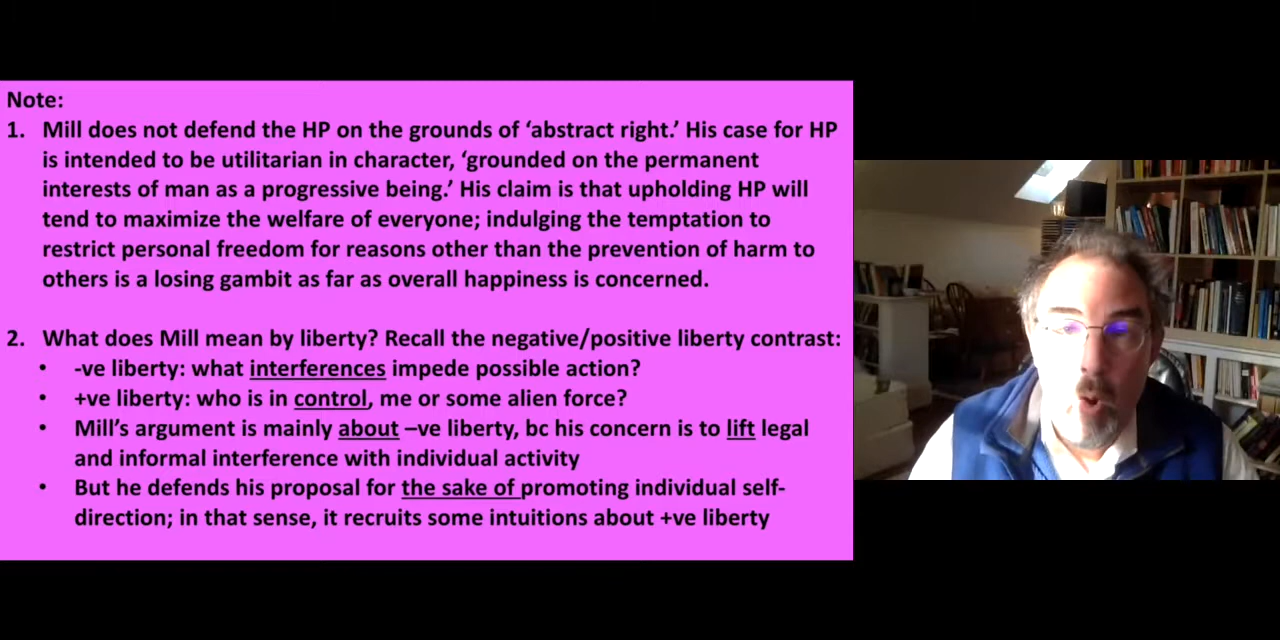 Note:
1. Mill does not defend the HP on the grounds of ‘abstract right.’ His case for HP
is intended to be utilitarian in character, ‘grounded on the permanent
interests of man as a progressive being.’ His claim is that upholding HP will
tend to maximize the welfare of everyone; indulging the temptation to
restrict personal freedom for reasons other than the prevention of harm to
others is a losing gambit as far as overall happiness is concerned.
2. What does Mill mean by liberty? Recall the negative/positive liberty contrast:
• -ve liberty: what interferences impede possible action?
• +ve liberty: who is in control, me or some alien force?
• Mill’s argument is mainly about –ve liberty, bc his concern is to lift legal
and informal interference with individual activity
• But he defends his proposal for the sake of promoting individual self-
direction; in that sense, it recruits some intuitions about +ve liberty